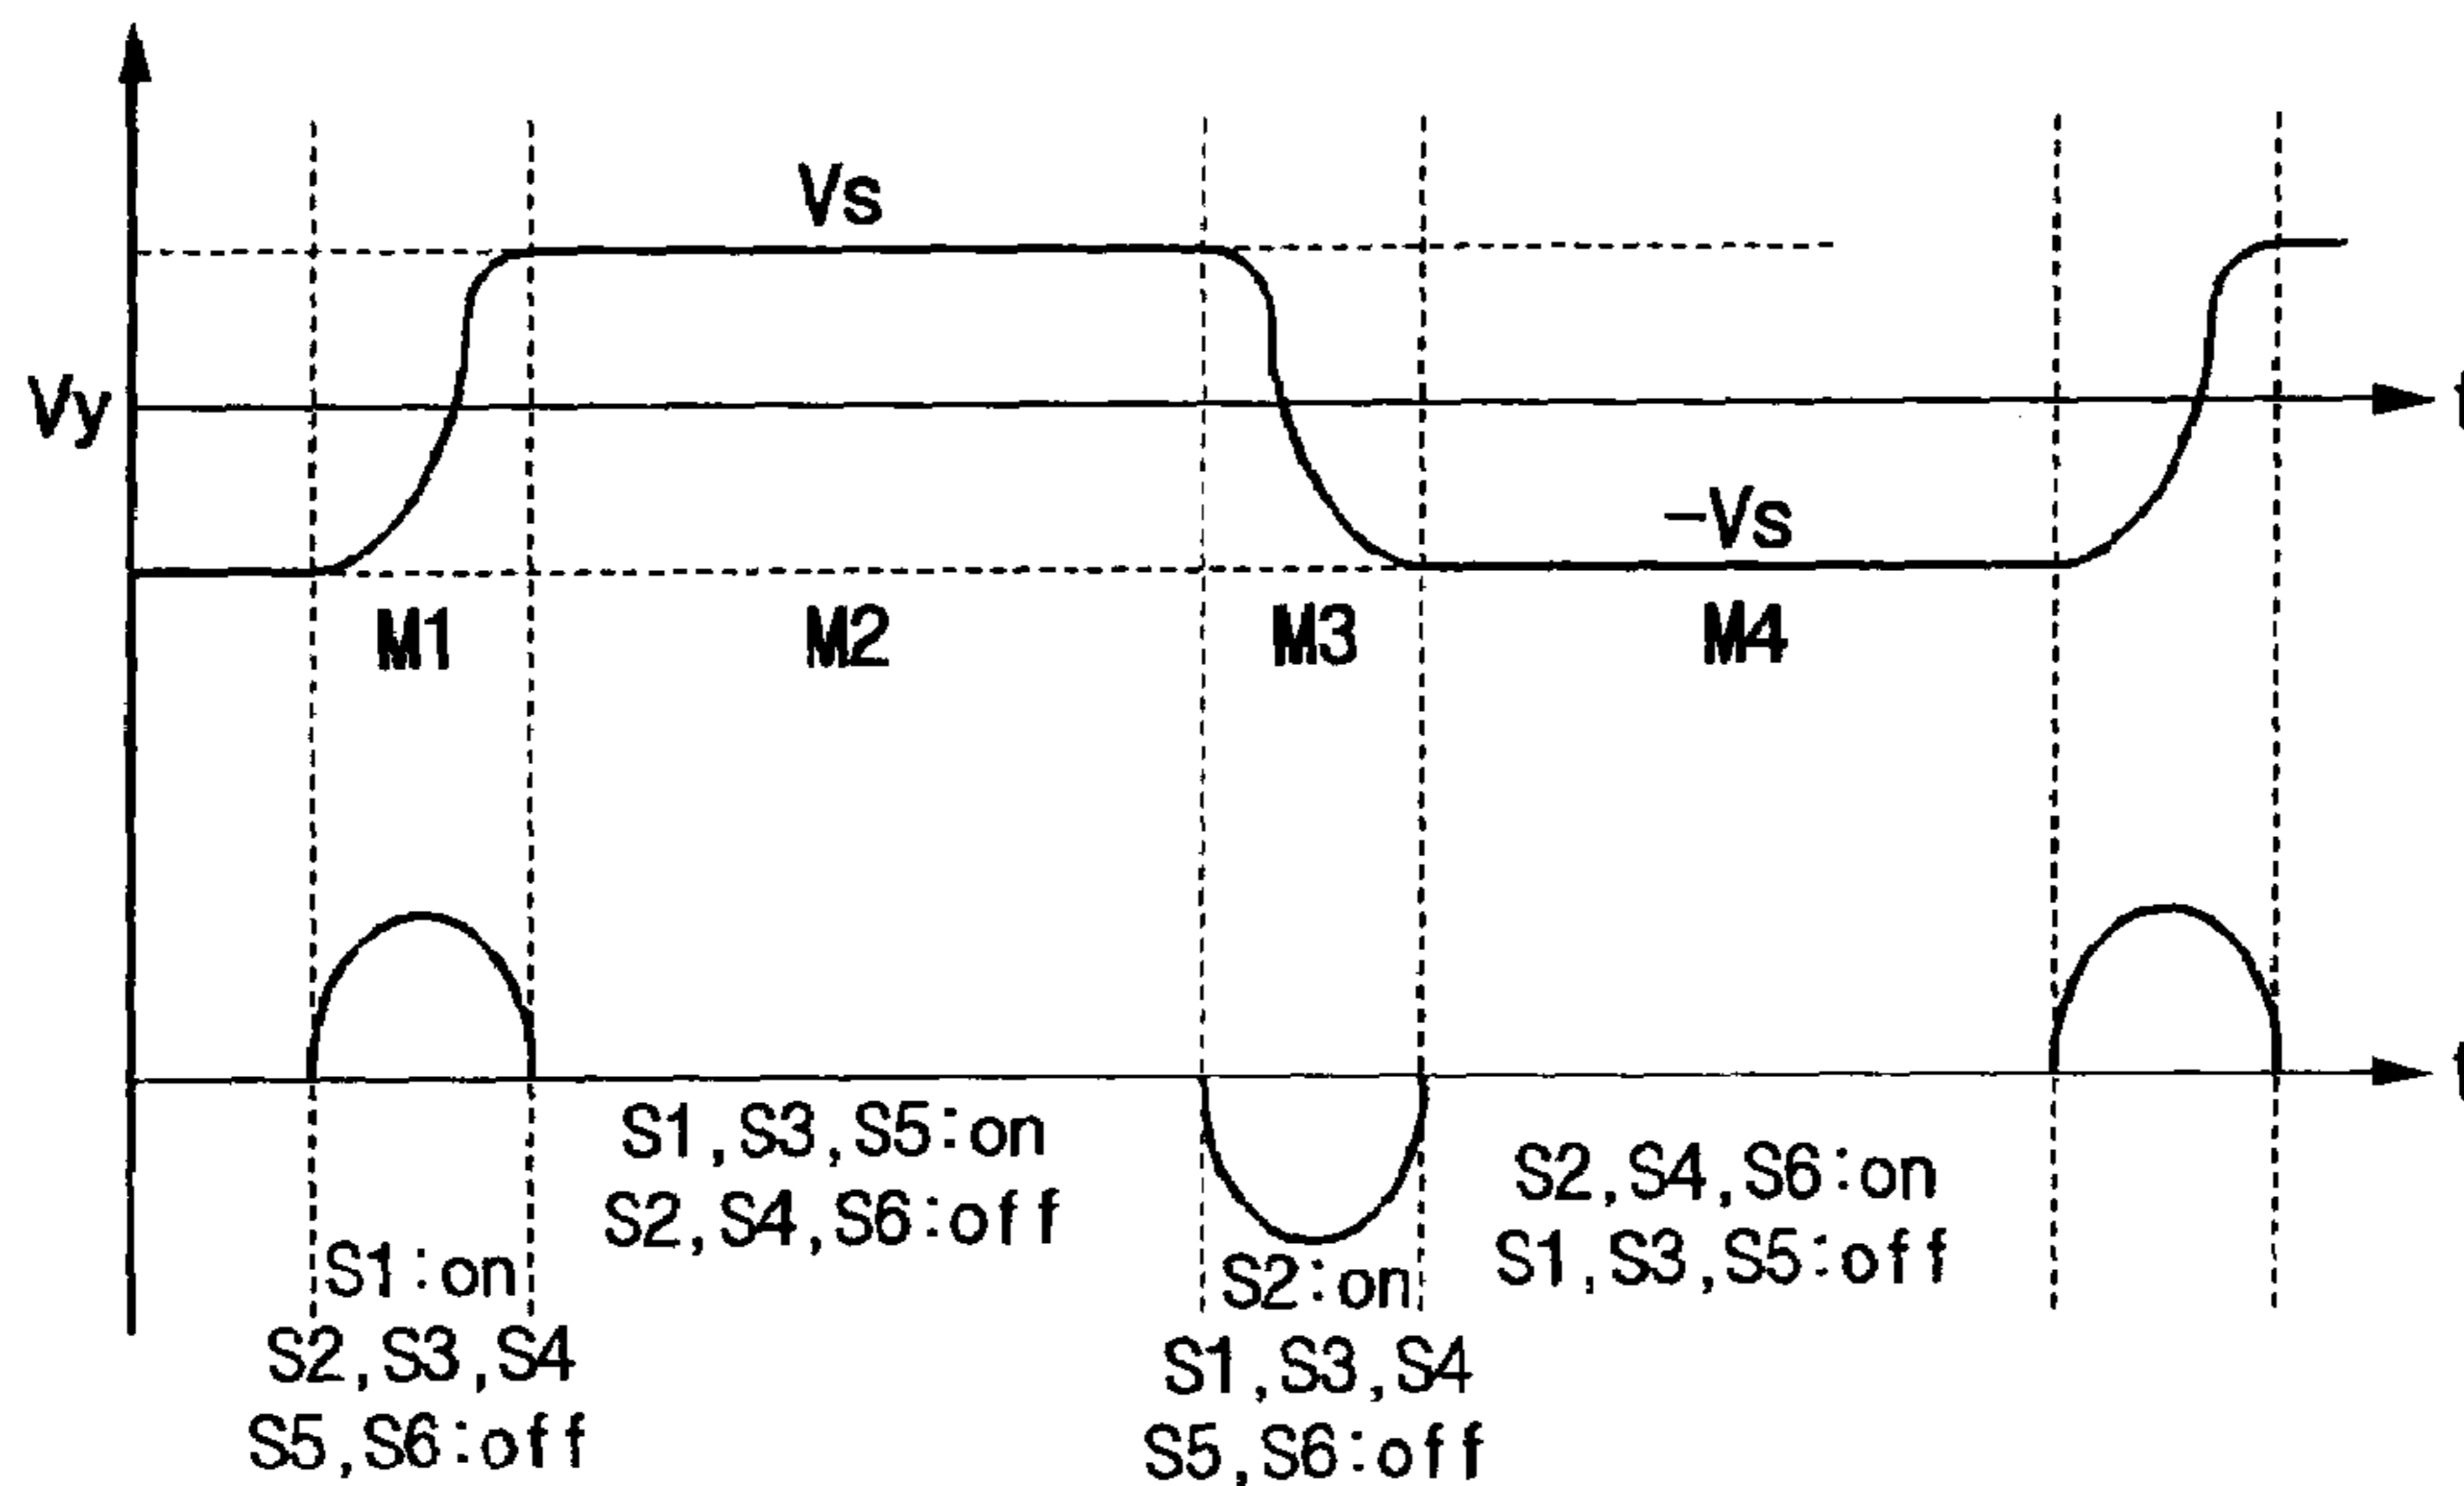 Vs
Vy
t
-Vs
M1
M2
M3
M4
t
S1,S3,S5:on
S2,S4,S6:off
S1:on
S2,S3,S4
S5,S6:off
S2:on
S1,S3,S4
S5,S6:off
S2,S4,S6:on
S1,S3,S5:off